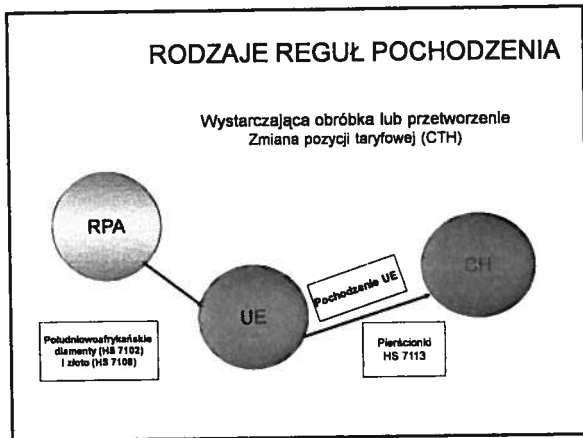 RODZAJE REGUŁ POCHODZENIA
Wystarczająca obróbka lub przetworzenie
Zmiana pozycji taryfowej (CTH)
RPA
CH
Pochodzenie UE
UE
Południowoafrykańskie
diamenty (HS 7102)
i złoto (HS 7108)
Pierścionki
HS 7113